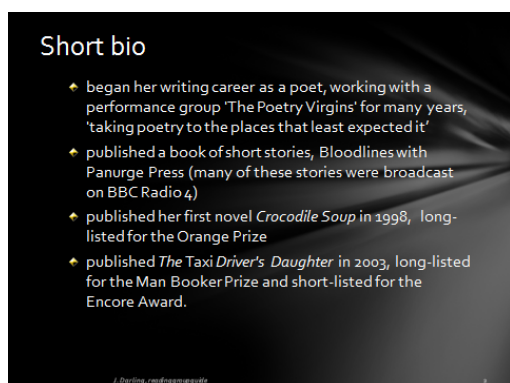 Short bio
began her writing career as a poet, working with a
performance group 'The Poetry Virgins' for many years,
'taking poetry to the places that least expected it’
published a book of short stories, Bloodlines with
Panurge Press (many of these stories were broadcast
on BBC Radio 4)
published her first novel Crocodile Soup in 1998,  long-
listed for the Orange Prize
published The Taxi Driver's Daughter in 2003, long-listed
for the Man Booker Prize and short-listed for the
Encore Award.
J. Darling, readinggroupguide